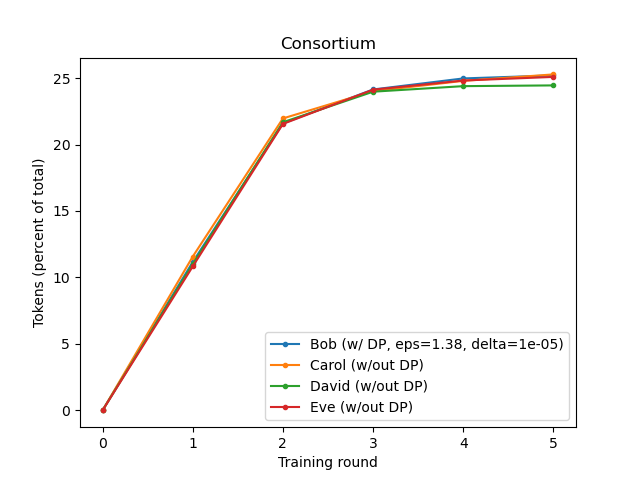 Consortium
Tokens (percent of total)
25
20
15
10
5
0
Bob (w/ DP, eps=1.38, delta=1e-05)
Carol (w/out DP)
David (w/out DP)
Eve (w/out DP)
0 1 2 3 4 5
Training round